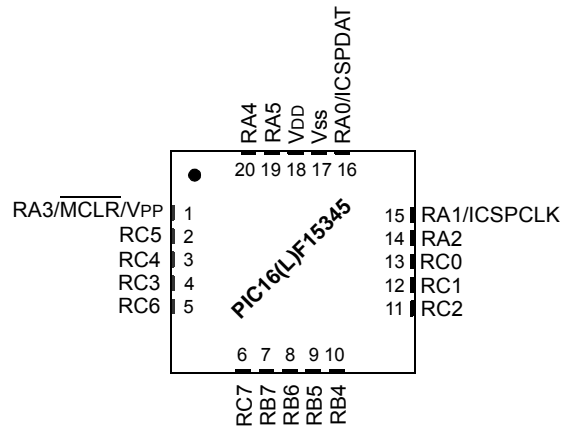 RA4
RA5
VDD
Vss
RA0/ICSPDAT
20 19 18 17 16
RA3/MCLR/VPP 1
RC5 2
RC4 3
RC3 4
RC6 5
PIC16(L)F15345
15 RA1/ICSPCLK
14 RA2
13 RC0
12 RC1
11 RC2
6 7 8 9 10
RC7
RB7
RB6
RB5
RB4